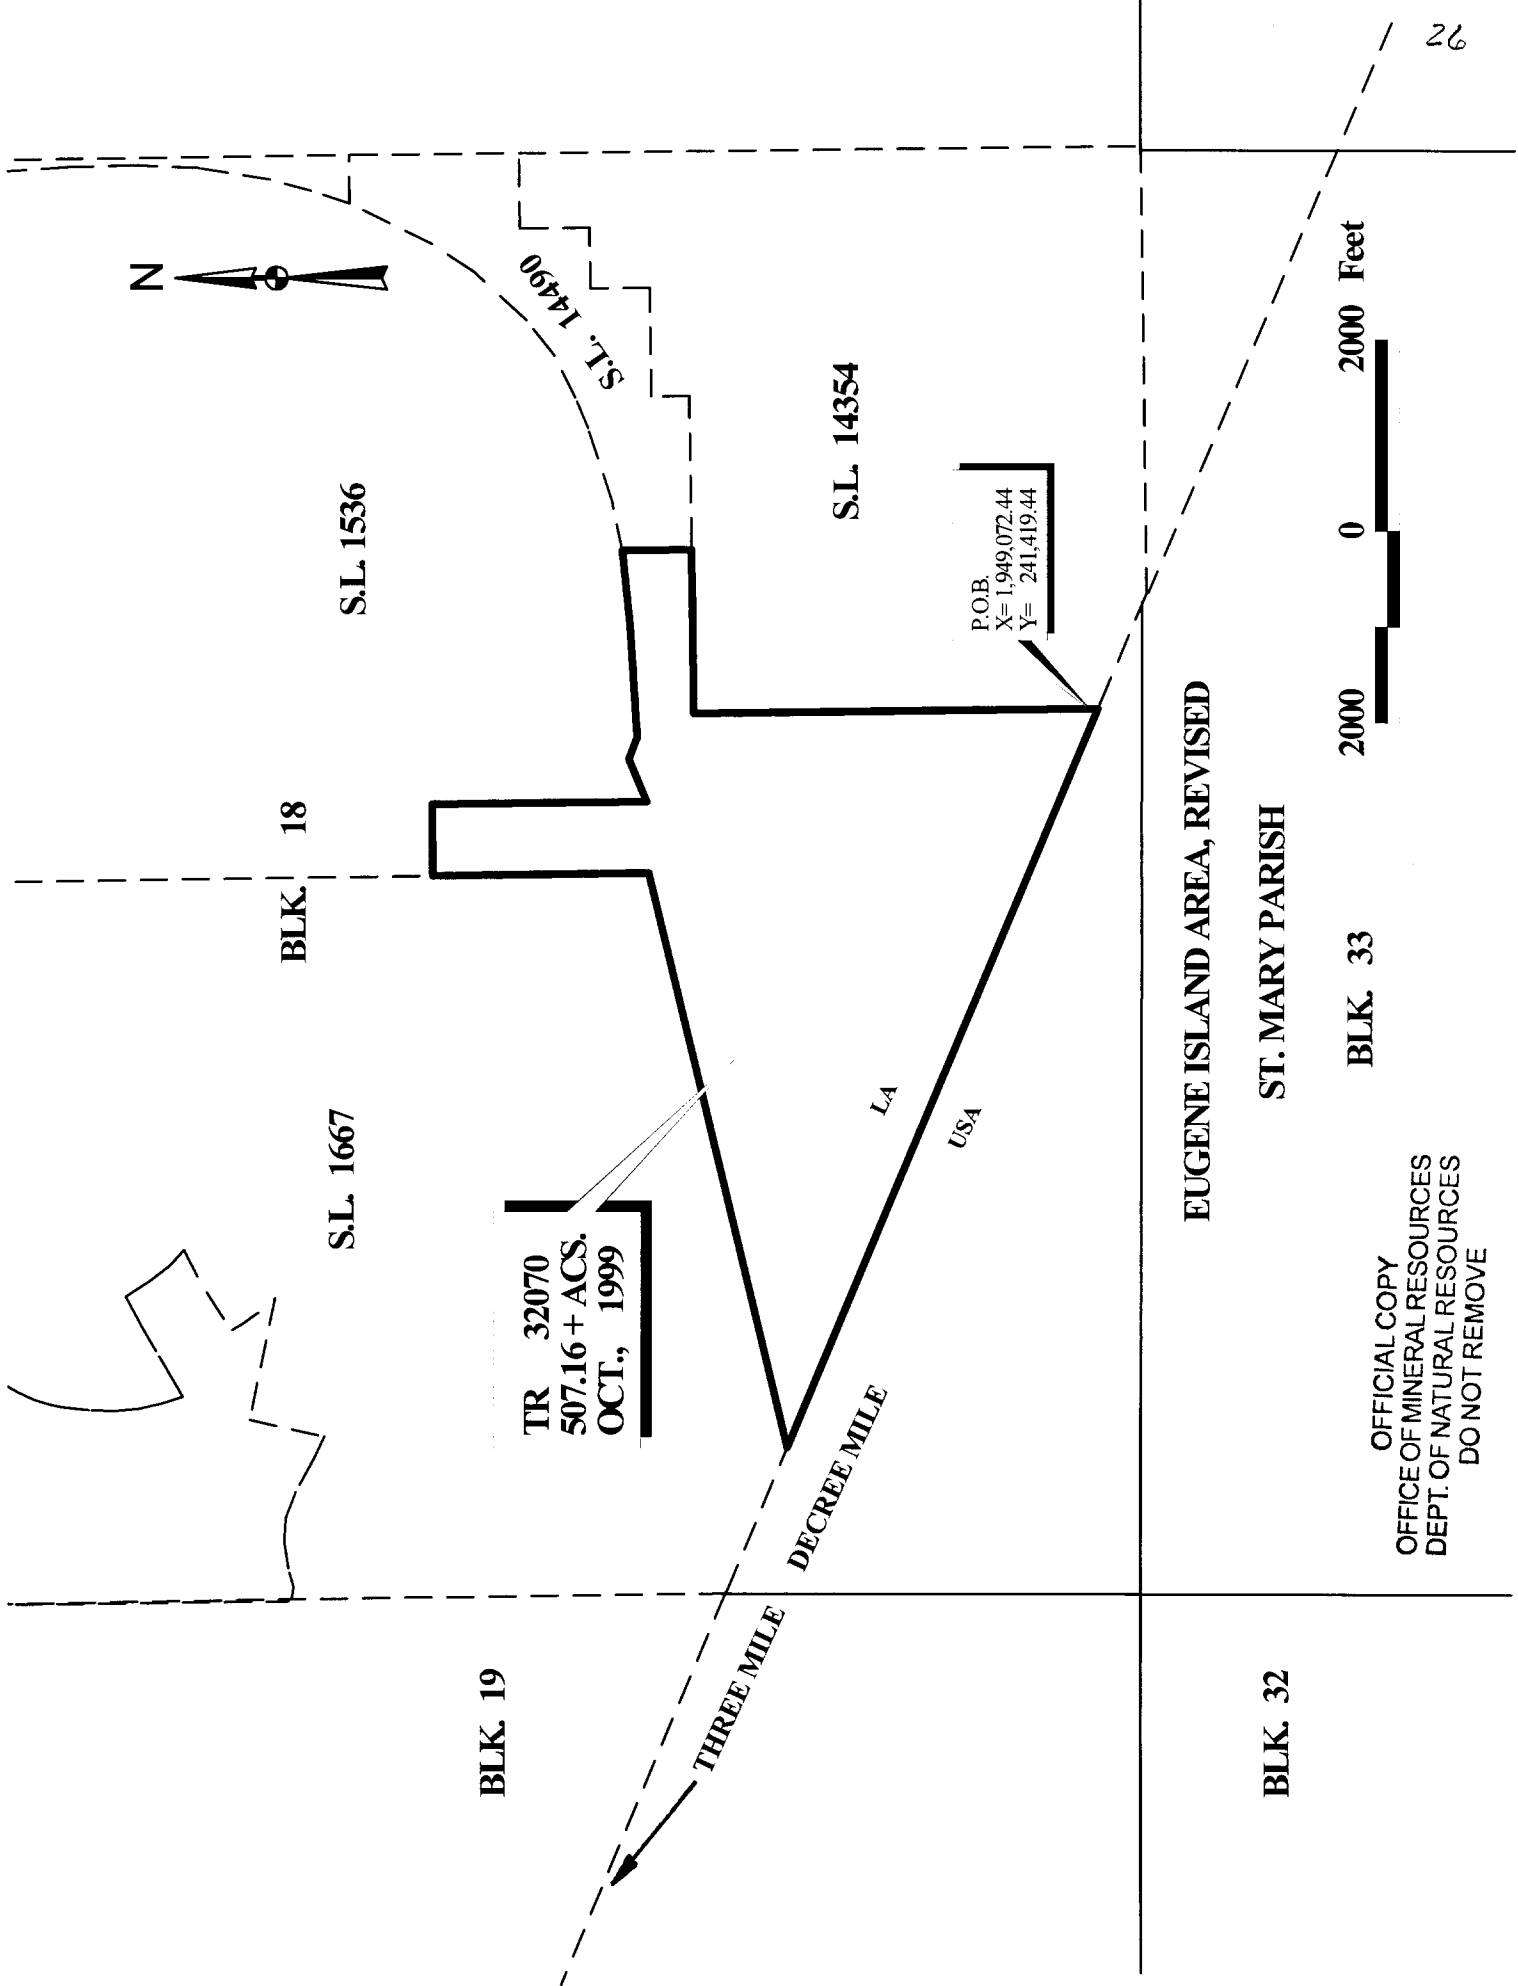 26
N
S.L. 1536
S.L. 14490
BLK. 18
S.L. 1667
S.L. 14354
TR 32070
507.16 + ACS.
OCT., 1999
P.O.B.
X= 1,949,072.44
Y= 241,419.44
LA
USA
BLK. 19
THREE MILE DECREE MILE
EUGENE ISLAND AREA, REVISED
ST. MARY PARISH
BLK. 32
BLK. 33
2000 0 2000 Feet
OFFICIAL COPY
OFFICE OF MINERAL RESOURCES
DEPT. OF NATURAL RESOURCES
DO NOT REMOVE